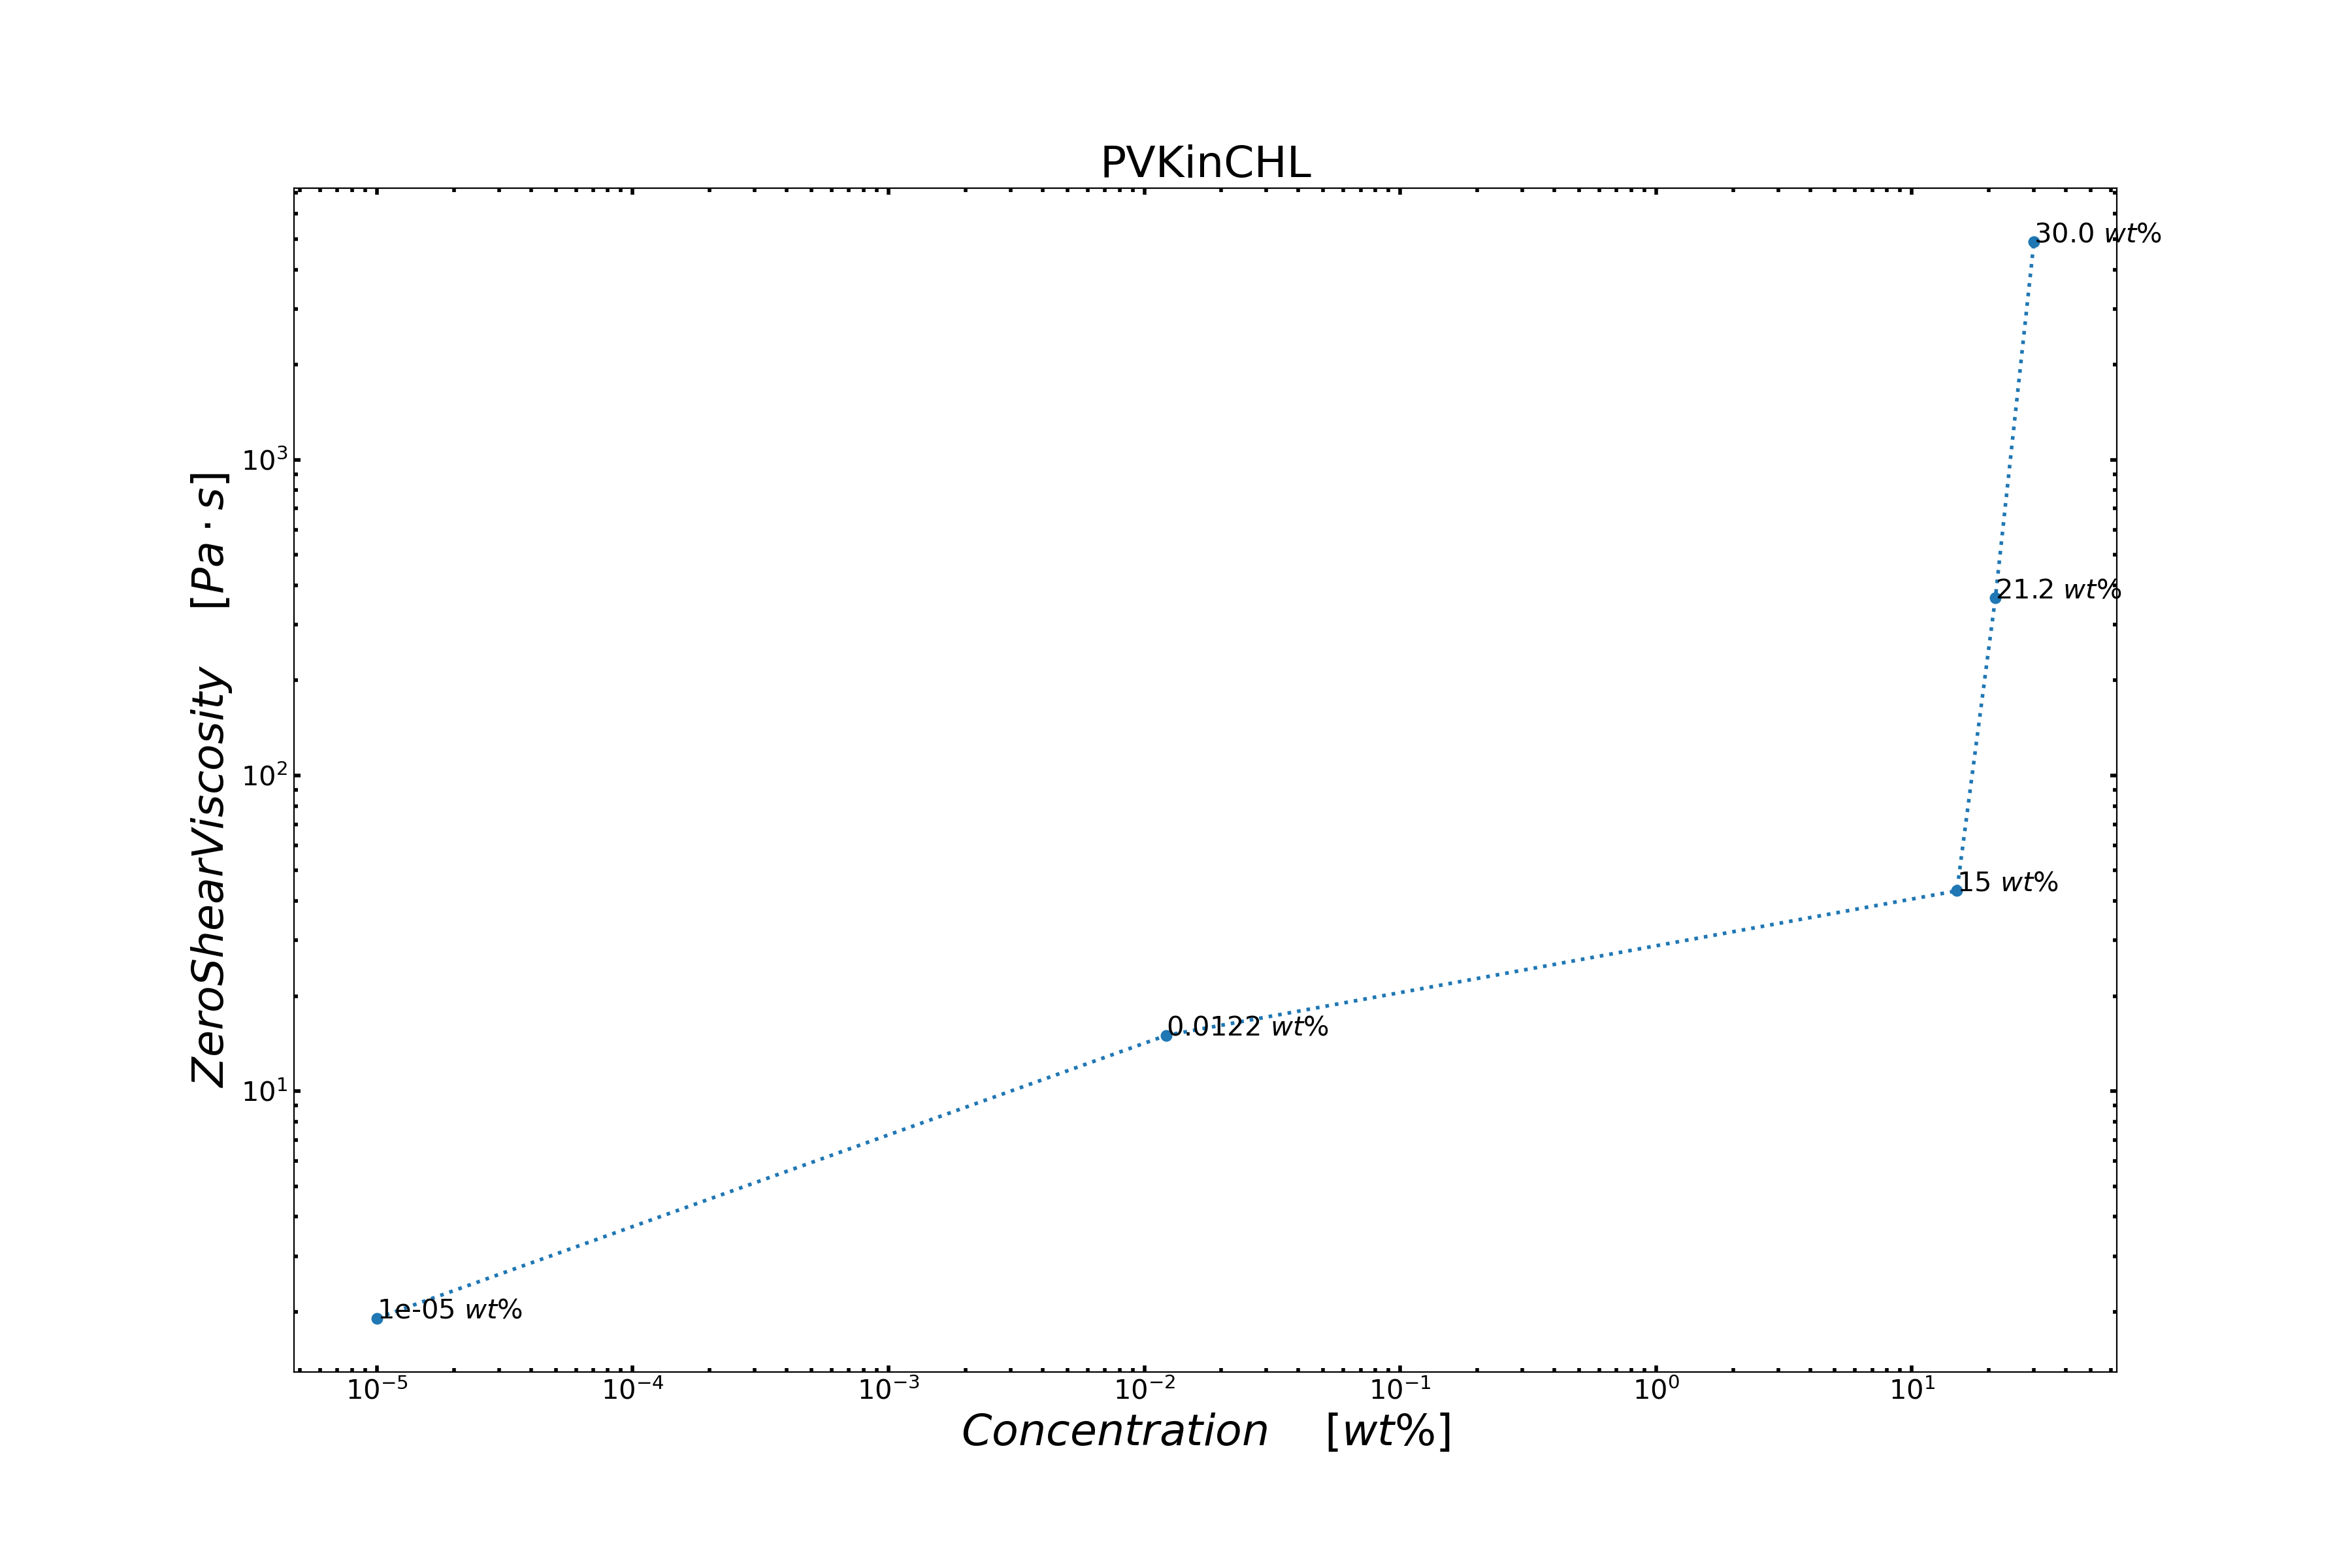 PVKinCHL
30.0 wt%
10³
21.2 wt%
10²
15 wt%
0.0122 wt%
10¹
1e-05 wt%
ZeroShearViscosity [Pa · s]
10⁻⁵ 10⁻⁴ 10⁻³ 10⁻² 10⁻¹ 10⁰ 10¹
Concentration [wt%]